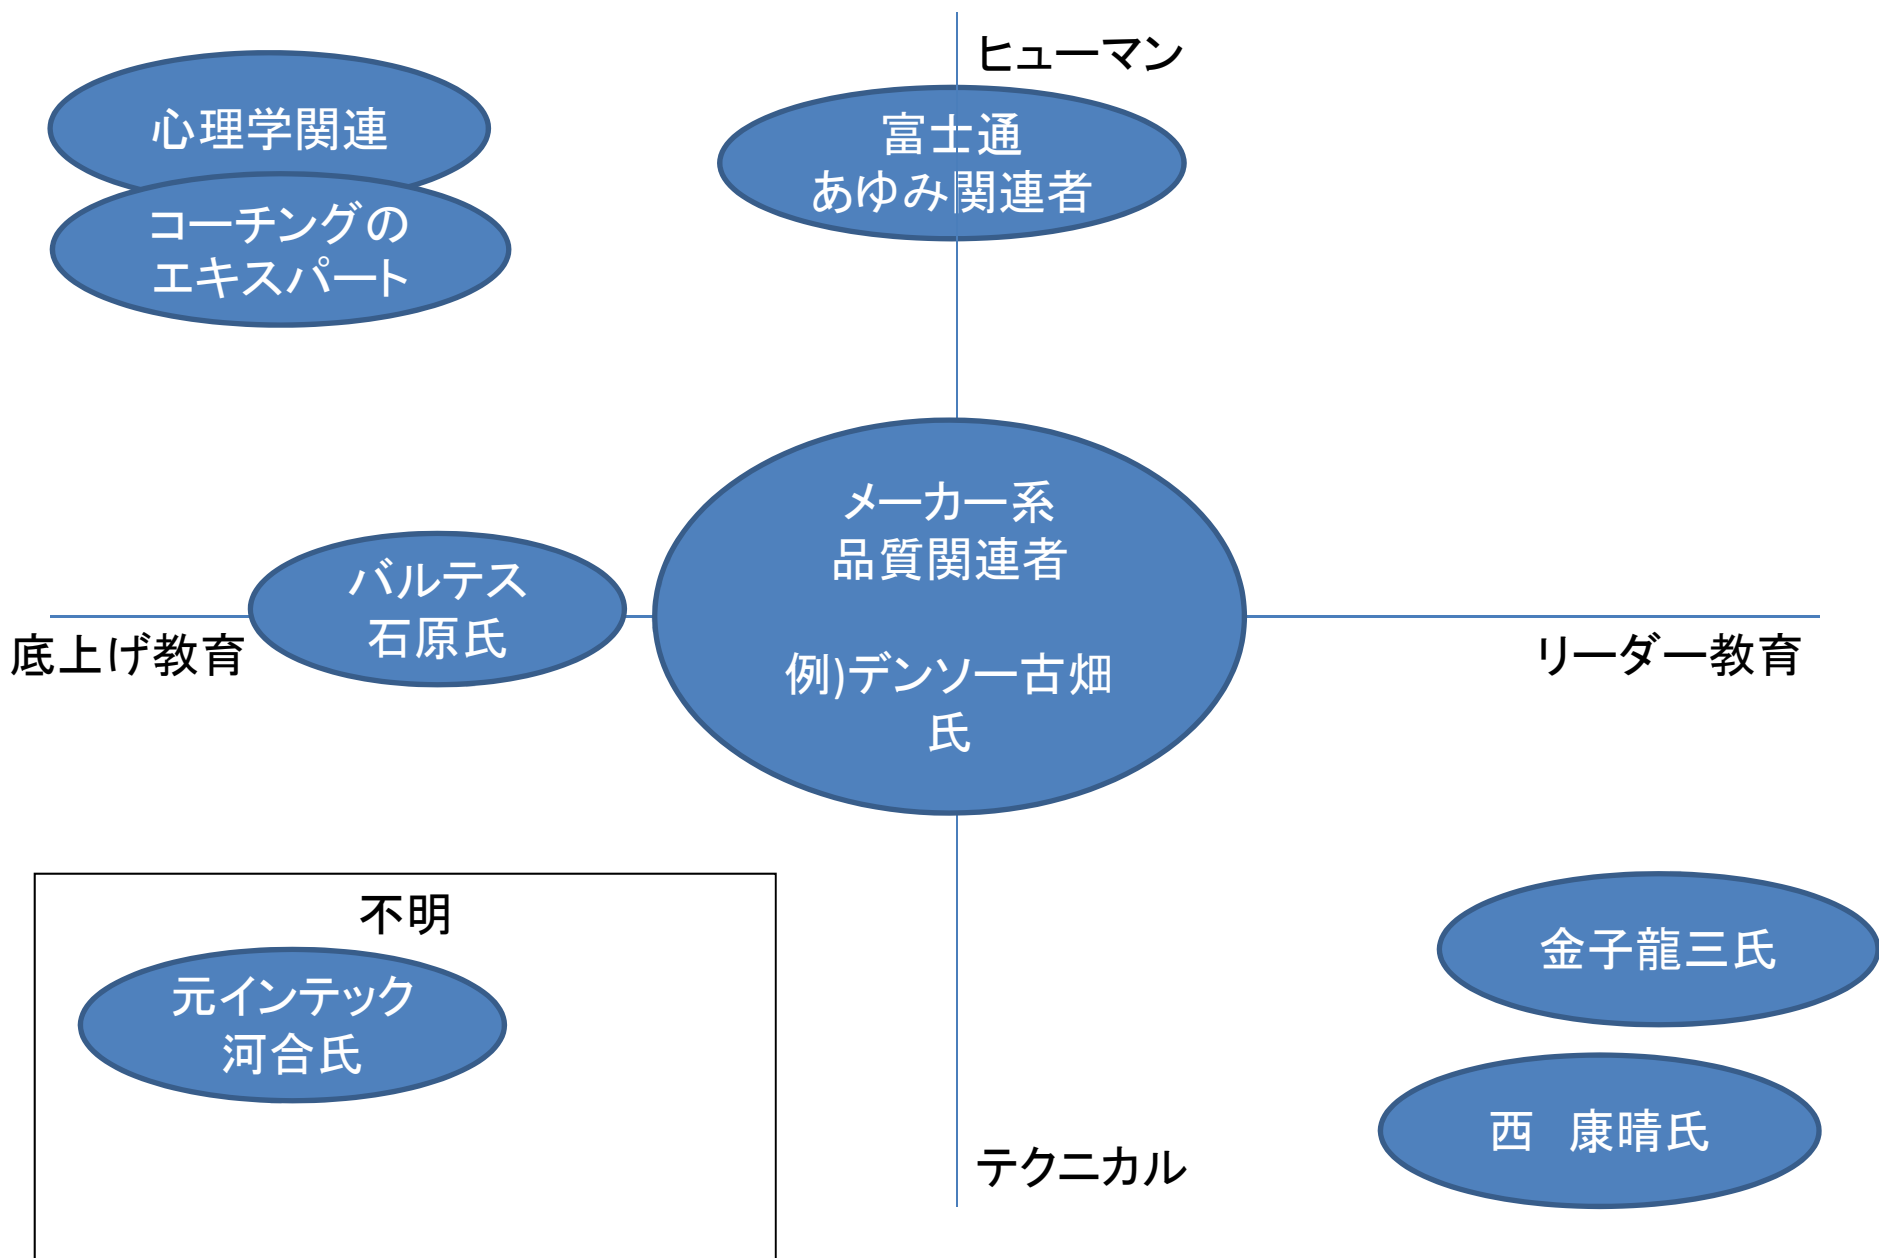 ヒューマン
心理学関連
富士通
あゆみ関連者
コーチングの
エキスパート
メーカー系
品質関連者
例)デンソー古畑
氏
バルテス
石原氏
底上げ教育
リーダー教育
不明
元インテック
河合氏
金子龍三氏
西　康晴氏
テクニカル